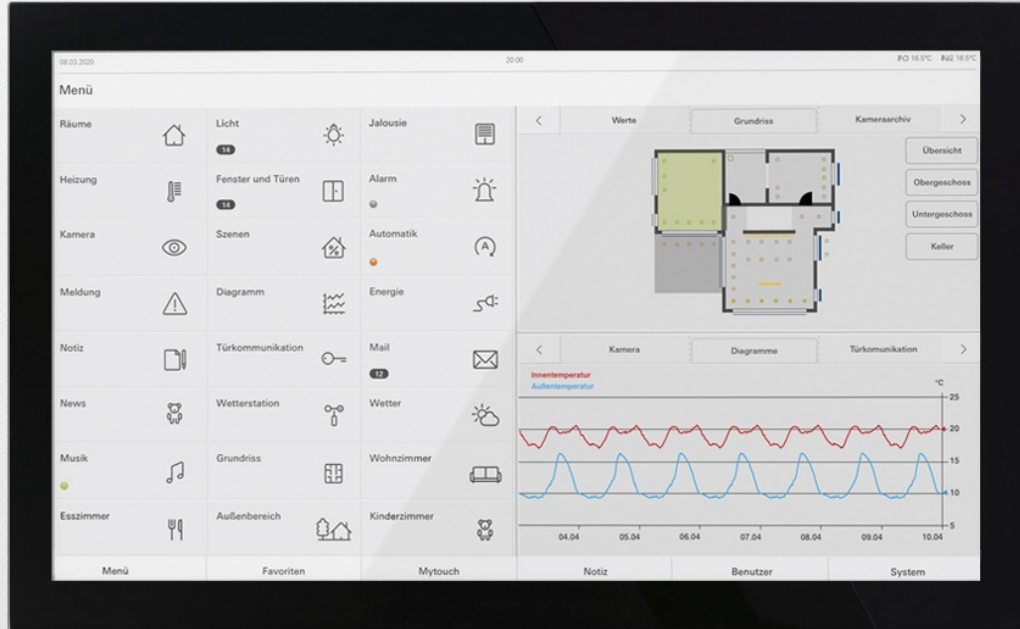 08.03.2020
20:00
16.5°C
16.5°C
Menü
Räume
Licht
14
Jalousie
Heizung
Fenster und Türen
14
Alarm
Kamera
Szenen
Automatik
A
Meldung
Diagramm
Energie
Notiz
Türkommunikation
Mail
12
News
Wetterstation
Wetter
Musik
Grundriss
Wohnzimmer
Esszimmer
Außenbereich
Kinderzimmer
Werte
Grundriss
Kameraarchiv
Übersicht
Obergeschoss
Untergeschoss
Keller
Kamera
Diagramme
Türkomunikation
Innentemperatur
Außentemperatur
°C
25
20
15
10
5
04.04 05.04 06.04 07.04 08.04 09.04 10.04
Menü
Favoriten
Mytouch
Notiz
Benutzer
System